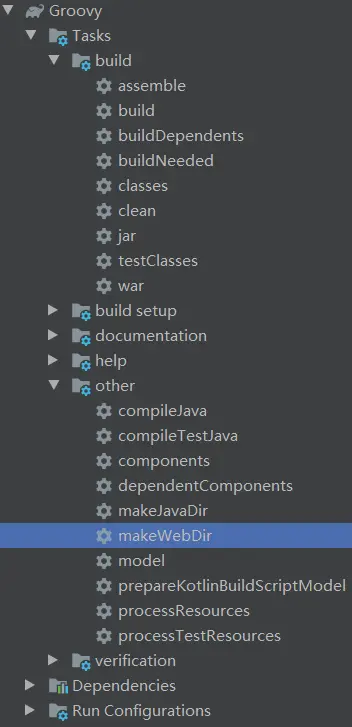 Groovy
Tasks
build
assemble
build
buildDependents
buildNeeded
classes
clean
jar
testClasses
war
build setup
documentation
help
other
compileJava
compileTestJava
components
dependentComponents
makeJavaDir
makeWebDir
model
prepareKotlinBuildScriptModel
processResources
processTestResources
verification
Dependencies
Run Configurations